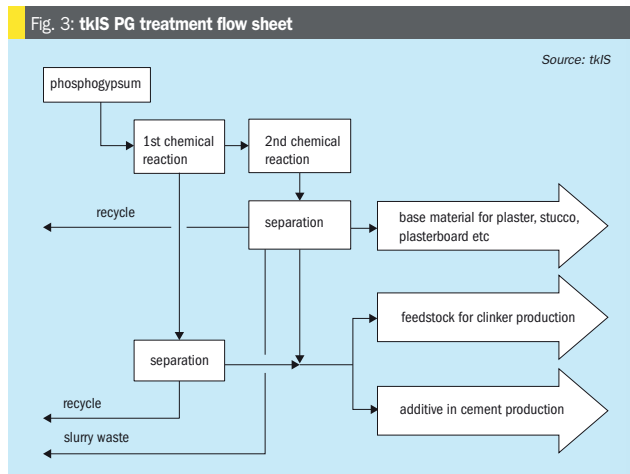 Fig. 3: tkIS PG treatment flow sheet
Source: tkIS
phosphogypsum
1st chemical
reaction
2nd chemical
reaction
recycle
separation
base material for plaster, stucco,
plasterboard etc
feedstock for clinker production
separation
recycle
additive in cement production
slurry waste